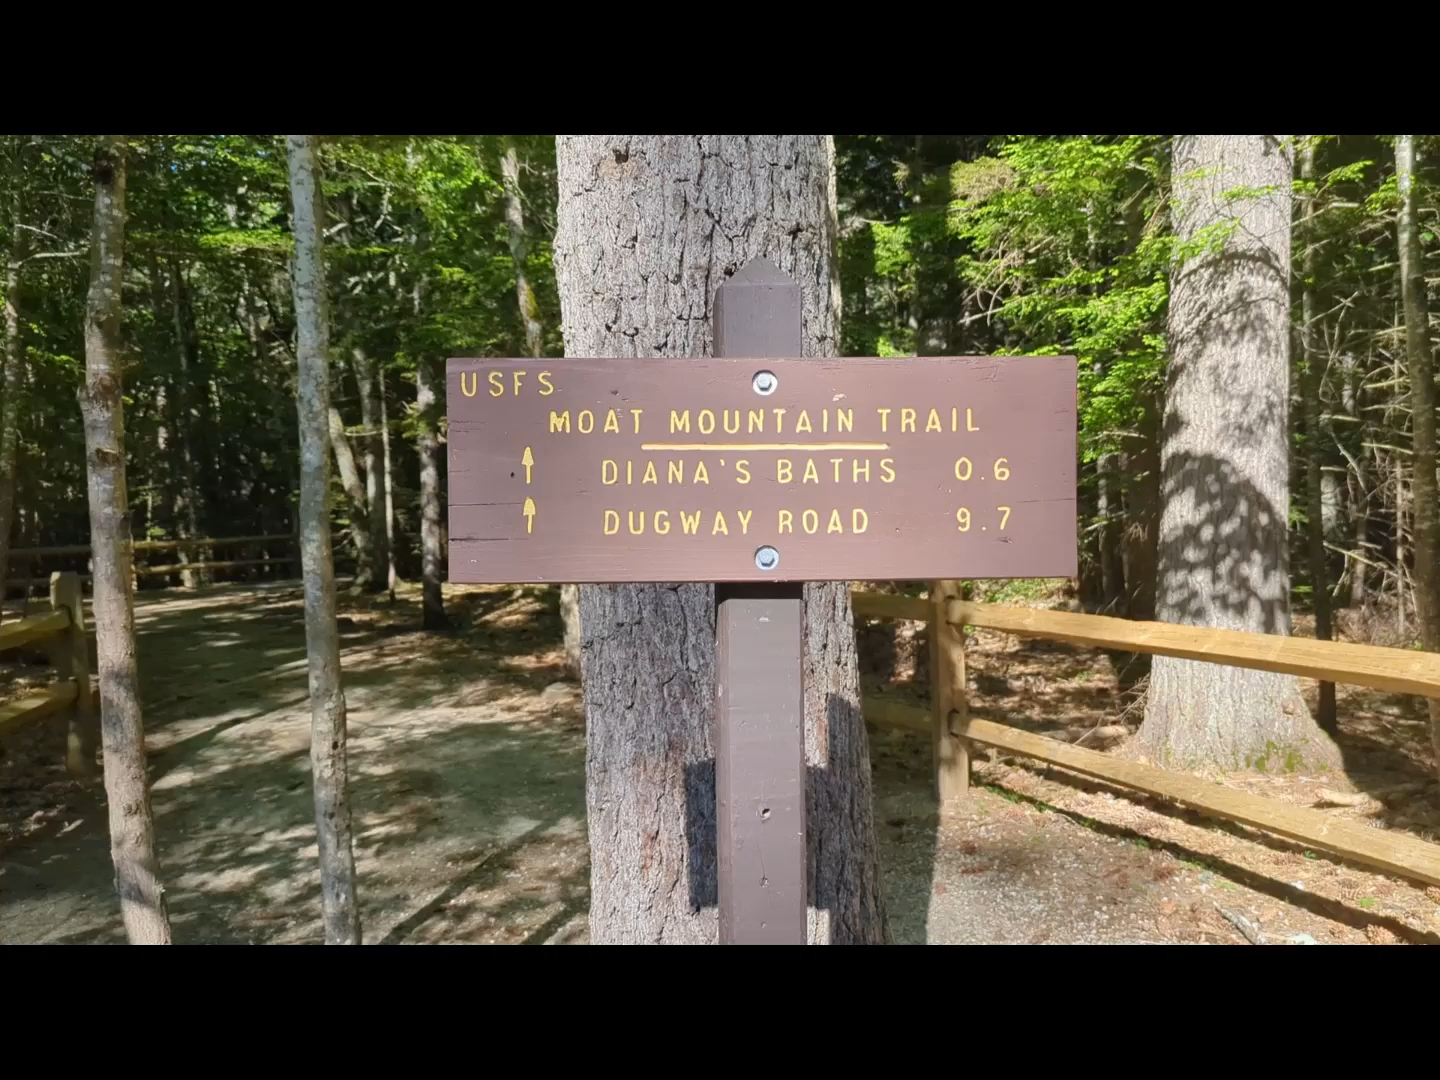 USFS
MOAT MOUNTAIN TRAIL
↑ DIANA'S BATHS 0.6
↑ DUGWAY ROAD 9.7